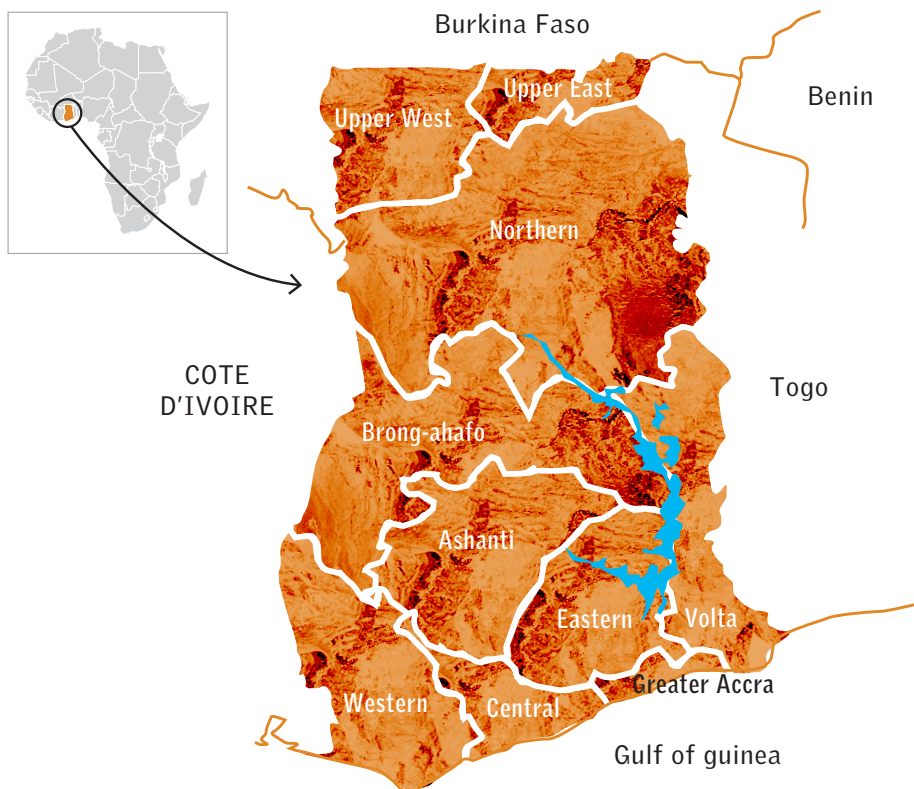 Burkina Faso
Upper East
Benin
Upper West
Northern
COTE
D'IVOIRE
Togo
Brong-ahafo
Ashanti
Eastern
Volta
Greater Accra
Western
Central
Gulf of guinea